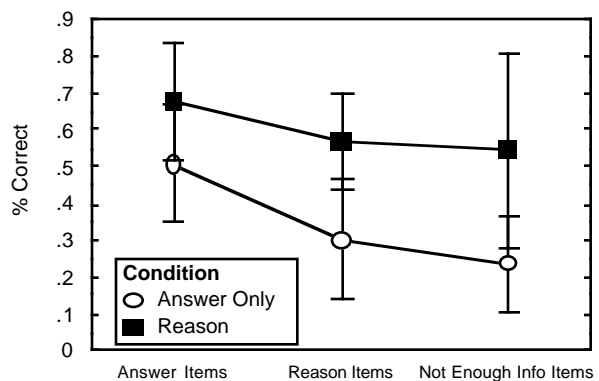 .9
.8
.7
.6
.5
.4
.3
.2
.1
0
% Correct
Condition
Answer Only
Reason
Answer Items Reason Items Not Enough Info Items